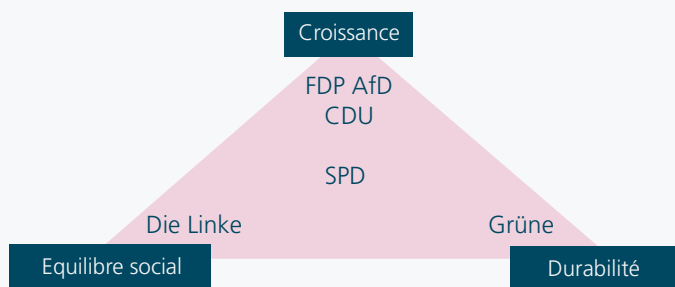 Croissance
FDP AfD
CDU
SPD
Die Linke
Grüne
Equilibre social
Durabilité